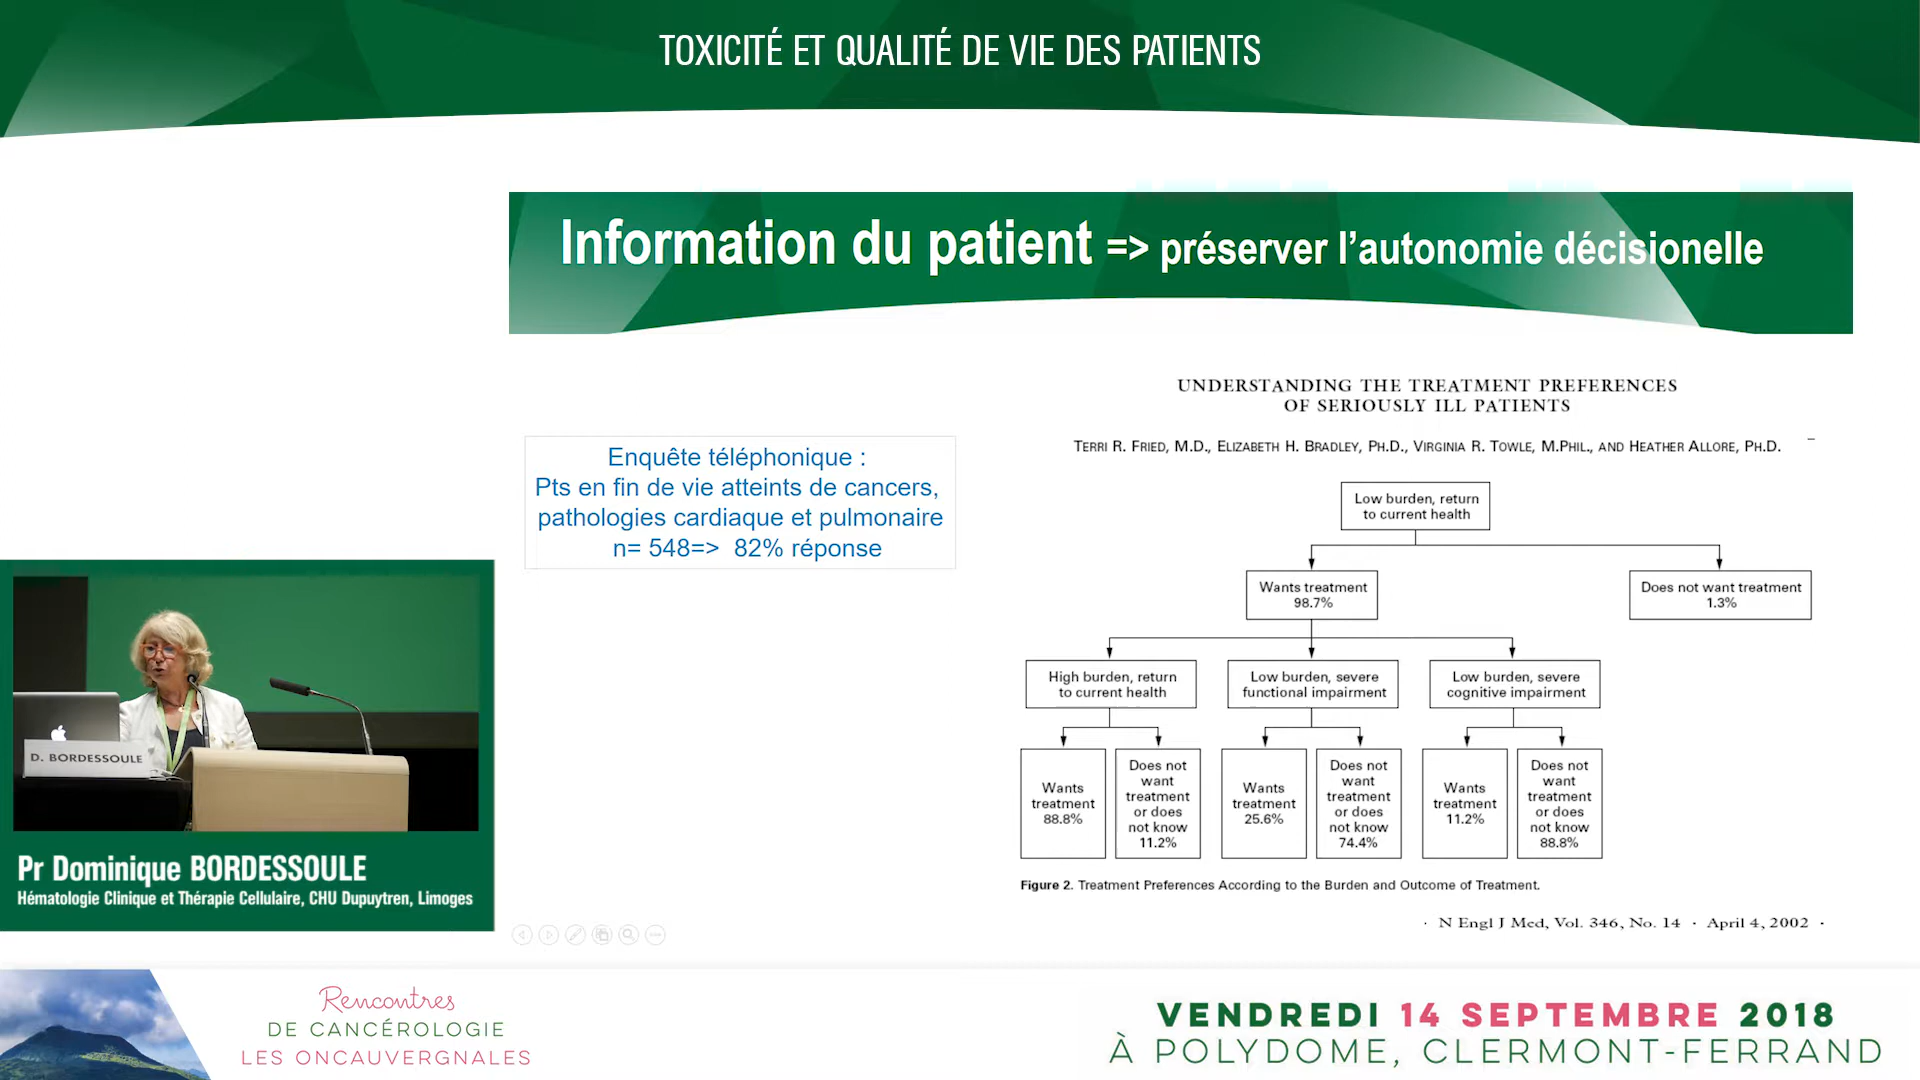 TOXICITÉ ET QUALITÉ DE VIE DES PATIENTS
Information du patient => préserver l'autonomie décisionelle
Enquête téléphonique :
Pts en fin de vie atteints de cancers,
pathologies cardiaque et pulmonaire
n= 548=> 82% réponse
UNDERSTANDING THE TREATMENT PREFERENCES
OF SERIOUSLY ILL PATIENTS
TERRI R. FRIED, M.D., ELIZABETH H. BRADLEY, PH.D., VIRGINIA R. TOWLE, M.PHIL., AND HEATHER ALLORE, PH.D.
Low burden, return
to current health
Wants treatment
98.7%
Does not want treatment
1.3%
High burden, return
to current health
Low burden, severe
functional impairment
Low burden, severe
cognitive impairment
Wants
treatment
88.8%
Does not
want
treatment
or does
not know
11.2%
Wants
treatment
25.6%
Does not
want
treatment
or does
not know
74.4%
Wants
treatment
11.2%
Does not
want
treatment
or does
not know
88.8%
Figure 2. Treatment Preferences According to the Burden and Outcome of Treatment.
· N Engl J Med, Vol. 346, No. 14 · April 4, 2002 ·
D. BORDESSOULE
Pr Dominique BORDESSOULE
Hématologie Clinique et Thérapie Cellulaire, CHU Dupuytren, Limoges
Rencontres
DE CANCÉROLOGIE
LES ONCAUVERGNALES
VENDREDI 14 SEPTEMBRE 2018
À POLYDOME, CLERMONT-FERRAND